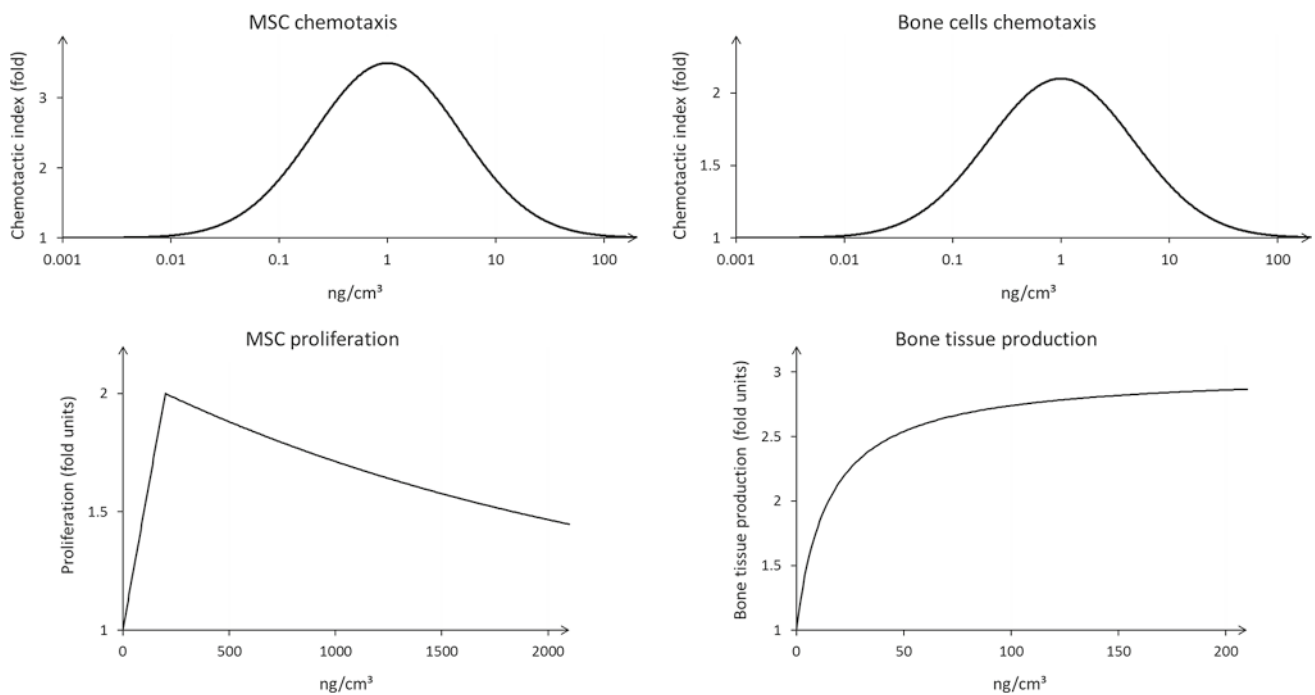 MSC chemotaxis
Chemotactic index (fold)
3
2
1
0.001 0.01 0.1 1 10 100
ng/cm³
Bone cells chemotaxis
Chemotactic index (fold)
2
1.5
1
0.001 0.01 0.1 1 10 100
ng/cm³
MSC proliferation
Proliferation (fold units)
2
1.5
1
0 500 1000 1500 2000
ng/cm³
Bone tissue production
Bone tissue production (fold units)
3
2.5
2
1.5
1
0 50 100 150 200
ng/cm³